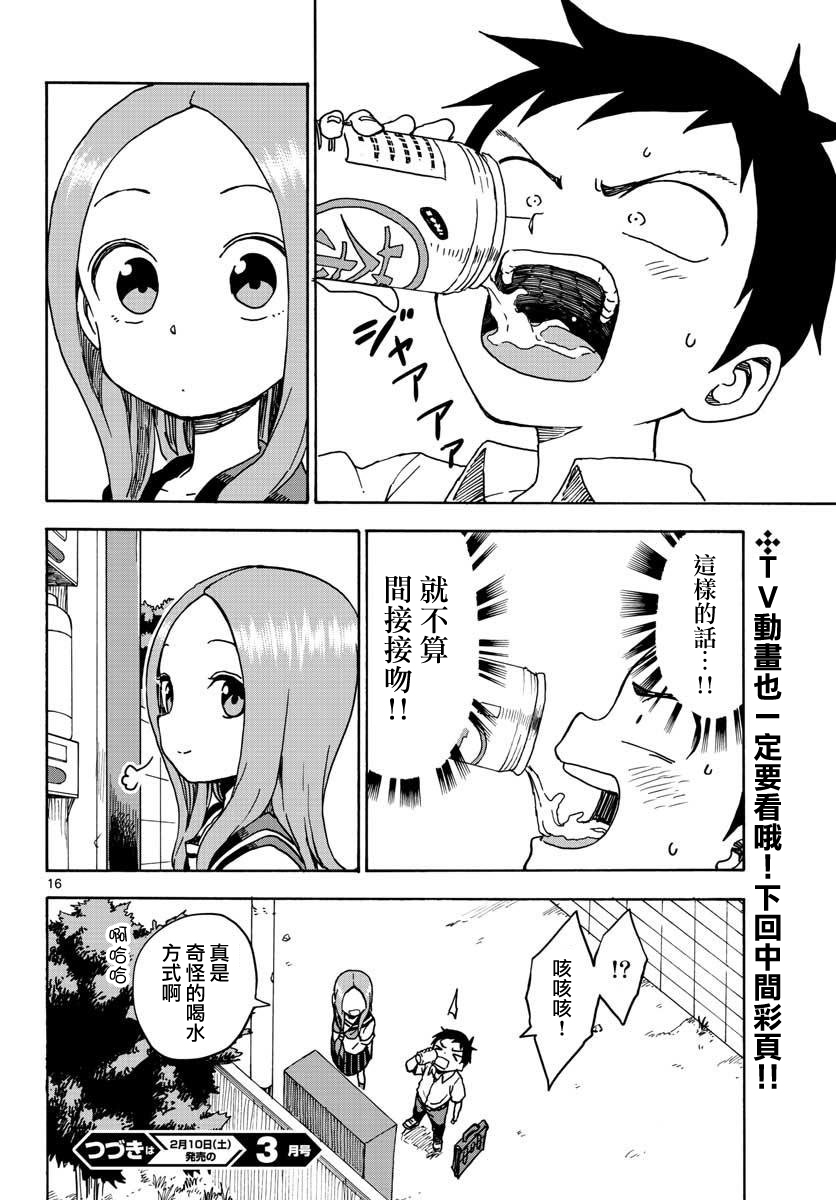 ジャアアアア
這樣的話…!!
就不算
間接接吻!!
❖TV動畫也一定要看哦!下回中間彩頁!!
16
!?
咳咳咳!
真是
奇怪的喝水
方式啊
啊哈哈
つづきは
2月10日(土)
発売の
3月号